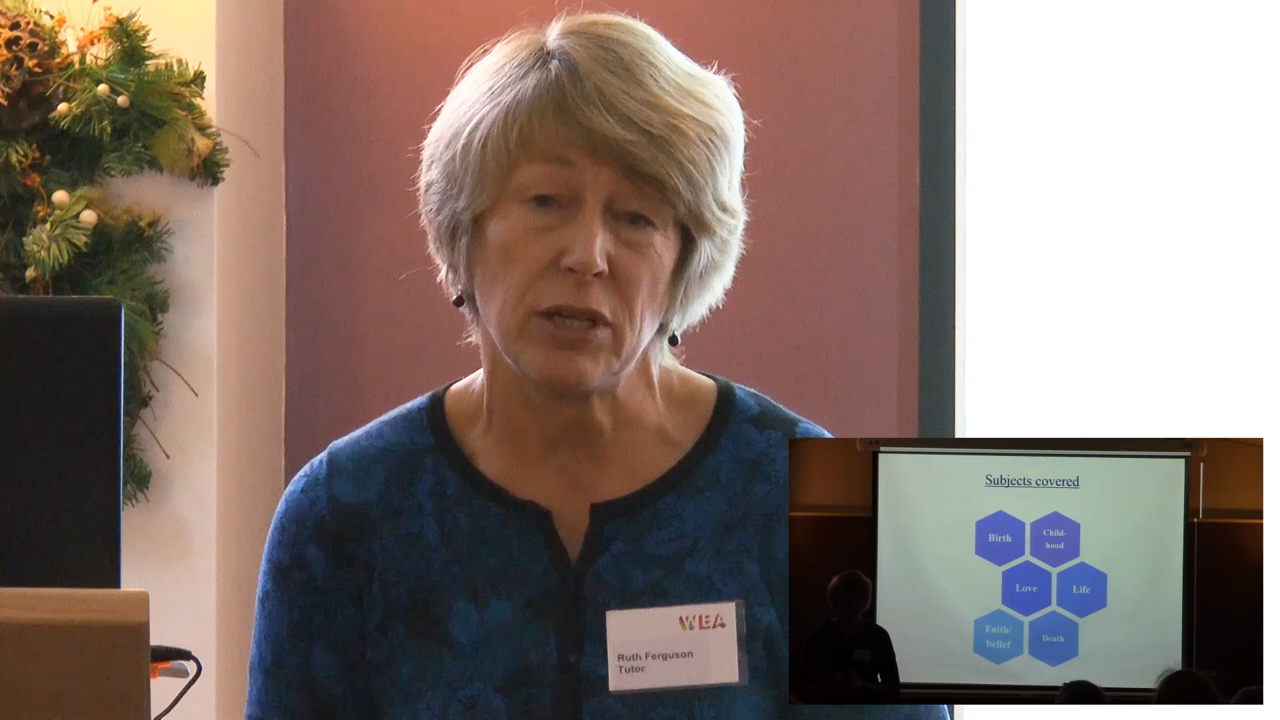 WEA
Ruth Ferguson
Tutor
Subjects covered
Birth
Child-
hood
Love
Life
Faith/
belief
Death